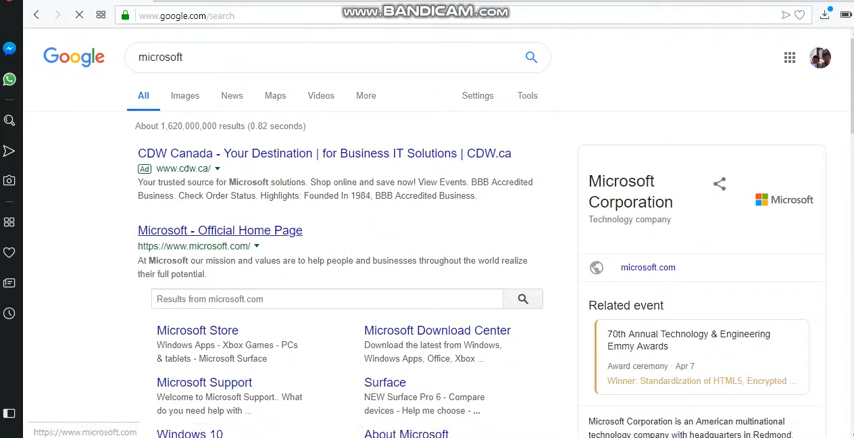 www.BANDICAM.com
www.google.com/search
Google
microsoft
All Images News Maps Videos More Settings Tools
About 1,620,000,000 results (0.82 seconds)
CDW Canada - Your Destination | for Business IT Solutions | CDW.ca
Ad www.cdw.ca/
Your trusted source for Microsoft solutions. Shop online and save now! View Events. BBB Accredited
Business. Check Order Status. Highlights: Founded In 1984, BBB Accredited Business.
Microsoft - Official Home Page
https://www.microsoft.com/
At Microsoft our mission and values are to help people and businesses throughout the world realize
their full potential.
Results from microsoft.com
Microsoft Store
Windows Apps - Xbox Games - PCs
& tablets - Microsoft Surface
Microsoft Download Center
Download the latest from Windows,
Windows Apps, Office, Xbox ...
Microsoft Support
Welcome to Microsoft Support.. What
do you need help with ...
Surface
NEW Surface Pro 6 - Compare
devices - Help me choose - ...
Windows 10
About Microsoft
Microsoft
Corporation
Technology company
Microsoft
microsoft.com
Related event
70th Annual Technology & Engineering
Emmy Awards
Award ceremony · Apr 7
Winner: Standardization of HTML5, Encrypted ...
Microsoft Corporation is an American multinational
technology company with headquarters in Redmond,
https://www.microsoft.com